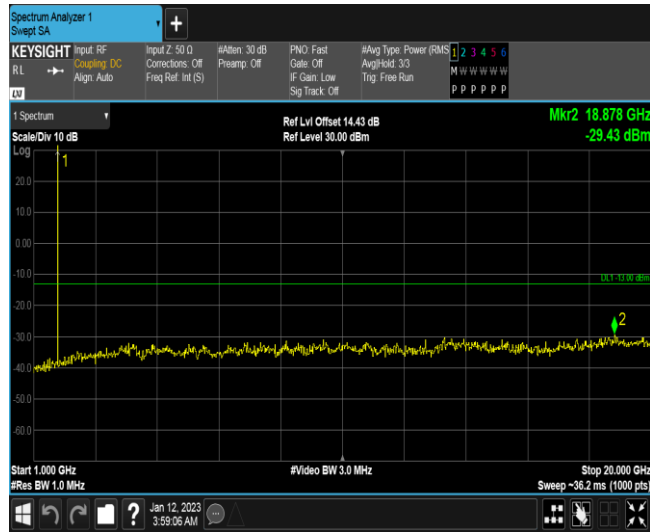 Spectrum Analyzer 1
Swept SA
+
KEYSIGHT
RL
LXI
Input: RF
Coupling: DC
Align: Auto
Input Z: 50 Ω
Corrections: Off
Freq Ref: Int (S)
#Atten: 30 dB
Preamp: Off
PNO: Fast
Gate: Off
IF Gain: Low
Sig Track: Off
#Avg Type: Power (RMS
Avg|Hold: 3/3
Trig: Free Run
1 2 3 4 5 6
M W W W W W
P P P P P P
1 Spectrum
Scale/Div 10 dB
Ref Lvl Offset 14.43 dB
Ref Level 30.00 dBm
Mkr2 18.878 GHz
-29.43 dBm
Log
1
20.0
10.0
0.00
-10.0
DL1 -13.00 dBm
-20.0
2
-30.0
-40.0
-50.0
-60.0
Start 1.000 GHz
#Video BW 3.0 MHz
Stop 20.000 GHz
#Res BW 1.0 MHz
Sweep ~36.2 ms (1000 pts)
?
Jan 12, 2023
3:59:06 AM